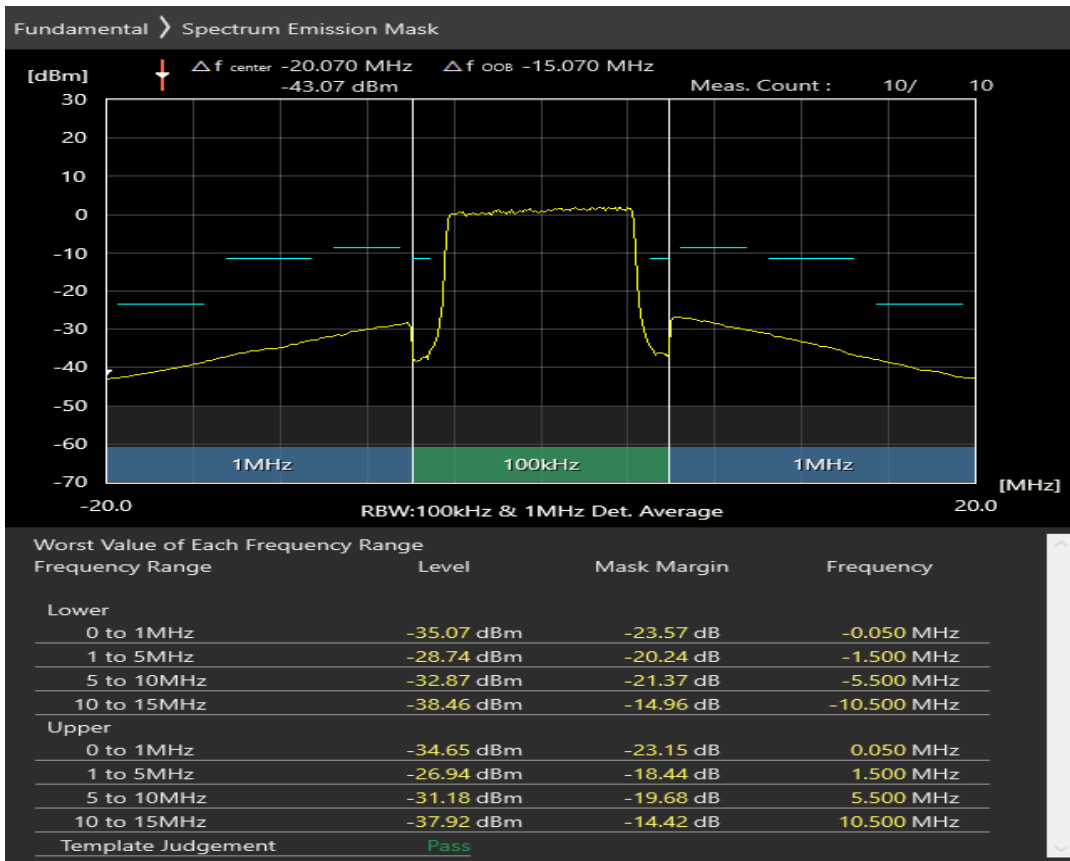 Fundamental ❯ Spectrum Emission Mask
[dBm] △f center -20.070 MHz △f OOB -15.070 MHz
-43.07 dBm Meas. Count : 10/ 10
30
20
10
0
-10
-20
-30
-40
-50
-60
1MHz 100kHz 1MHz
-70 [MHz]
-20.0 RBW:100kHz & 1MHz Det. Average 20.0
Worst Value of Each Frequency Range
Frequency Range Level Mask Margin Frequency
Lower
0 to 1MHz -35.07 dBm -23.57 dB -0.050 MHz
1 to 5MHz -28.74 dBm -20.24 dB -1.500 MHz
5 to 10MHz -32.87 dBm -21.37 dB -5.500 MHz
10 to 15MHz -38.46 dBm -14.96 dB -10.500 MHz
Upper
0 to 1MHz -34.65 dBm -23.15 dB 0.050 MHz
1 to 5MHz -26.94 dBm -18.44 dB 1.500 MHz
5 to 10MHz -31.18 dBm -19.68 dB 5.500 MHz
10 to 15MHz -37.92 dBm -14.42 dB 10.500 MHz
Template Judgement Pass